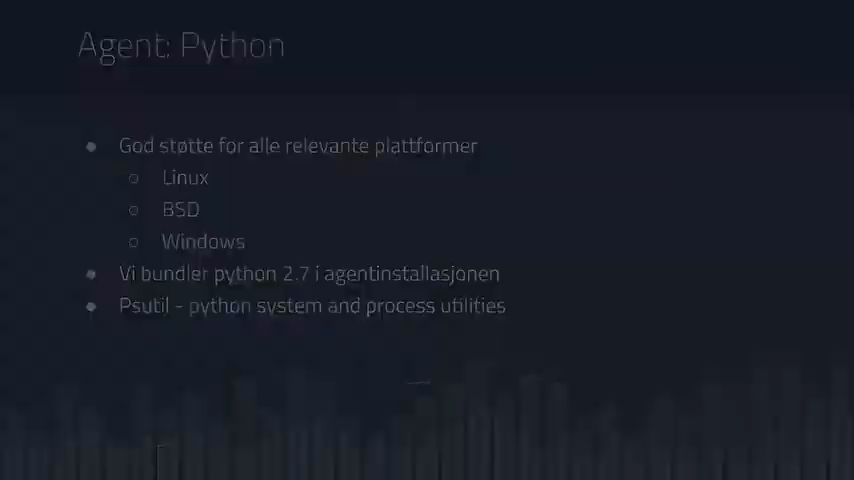 Agent: Python
● God støtte for alle relevante plattformer
○ Linux
○ BSD
○ Windows
● Vi bundler python 2.7 i agentinstallasjonen
● Psutil - python system and process utilities